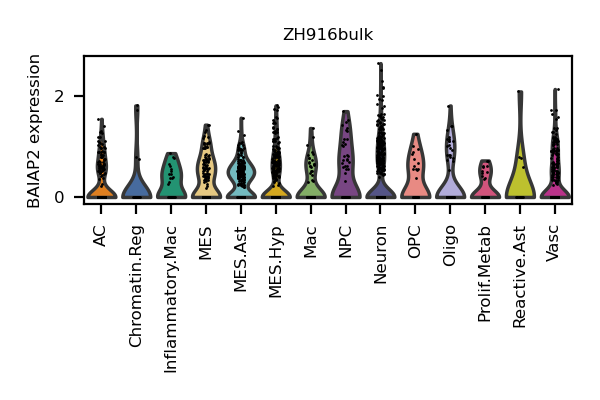 ZH916bulk
BAIAP2 expression
2
0
AC
Chromatin.Reg
Inflammatory.Mac
MES
MES.Ast
MES.Hyp
Mac
NPC
Neuron
OPC
Oligo
Prolif.Metab
Reactive.Ast
Vasc